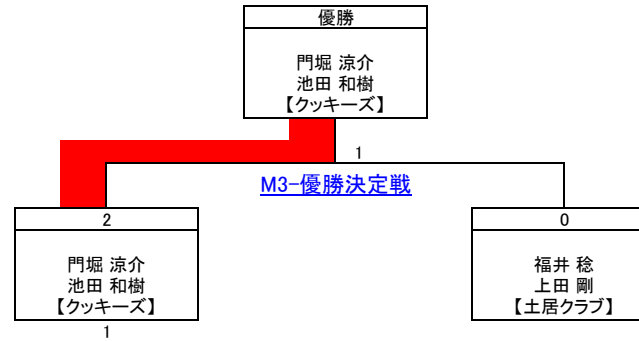 優勝
門堀 涼介
池田 和樹
【クッキーズ】
1
M3-優勝決定戦
2
門堀 涼介
池田 和樹
【クッキーズ】
1
0
福井 稔
上田 剛
【土居クラブ】